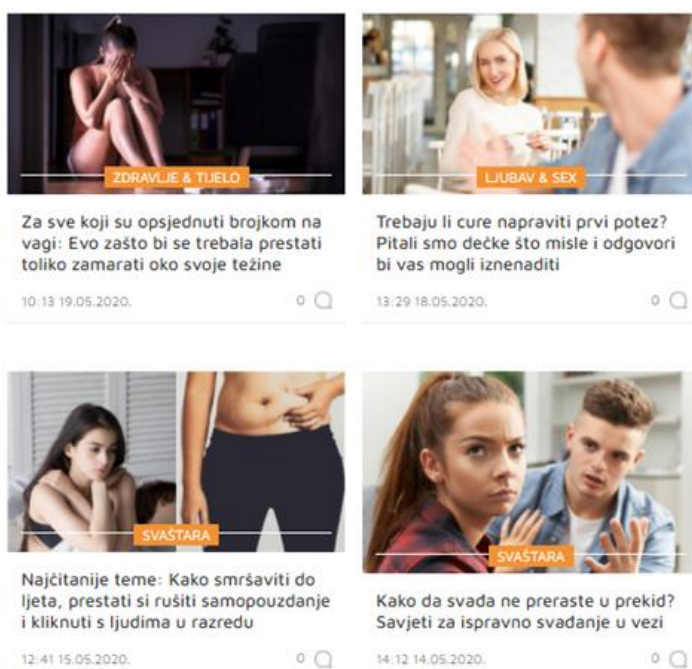 ZDRAVLJE & TIJELO
Za sve koji su opsjednuti brojkom na
vagi: Evo zašto bi se trebala prestati
toliko zamarati oko svoje težine
10:13 19.05.2020.
0
LJUBAV & SEX
Trebaju li cure napraviti prvi potez?
Pitali smo dečke što misle i odgovori
bi vas mogli iznenaditi
13:29 18.05.2020.
0
SVAŠTARA
Najčitanije teme: Kako smršaviti do
ljeta, prestati si rušiti samopouzdanje
i kliknuti s ljudima u razredu
12:41 15.05.2020.
0
SVAŠTARA
Kako da svađa ne preraste u prekid?
Savjeti za ispravno svađanje u vezi
14:12 14.05.2020.
0